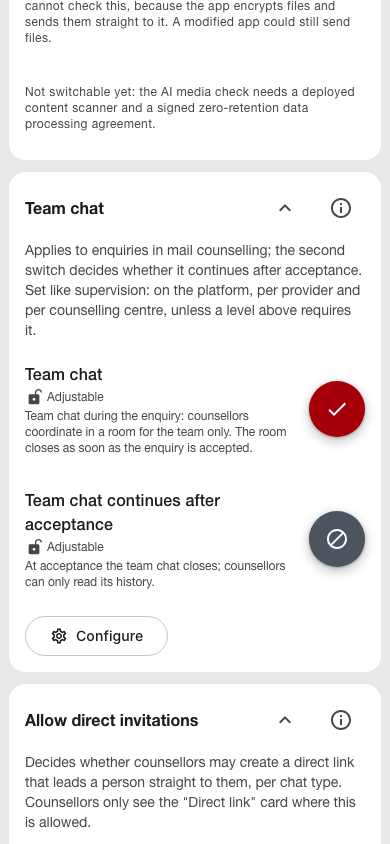 cannot check this, because the app encrypts files and
sends them straight to it. A modified app could still send
files.
Not switchable yet: the AI media check needs a deployed
content scanner and a signed zero-retention data
processing agreement.
Team chat
Applies to enquiries in mail counselling; the second
switch decides whether it continues after acceptance.
Set like supervision: on the platform, per provider and
per counselling centre, unless a level above requires
it.
Team chat
Adjustable
Team chat during the enquiry: counsellors
coordinate in a room for the team only. The room
closes as soon as the enquiry is accepted.
Team chat continues after
acceptance
Adjustable
At acceptance the team chat closes; counsellors
can only read its history.
Configure
Allow direct invitations
Decides whether counsellors may create a direct link
that leads a person straight to them, per chat type.
Counsellors only see the "Direct link" card where this
is allowed.